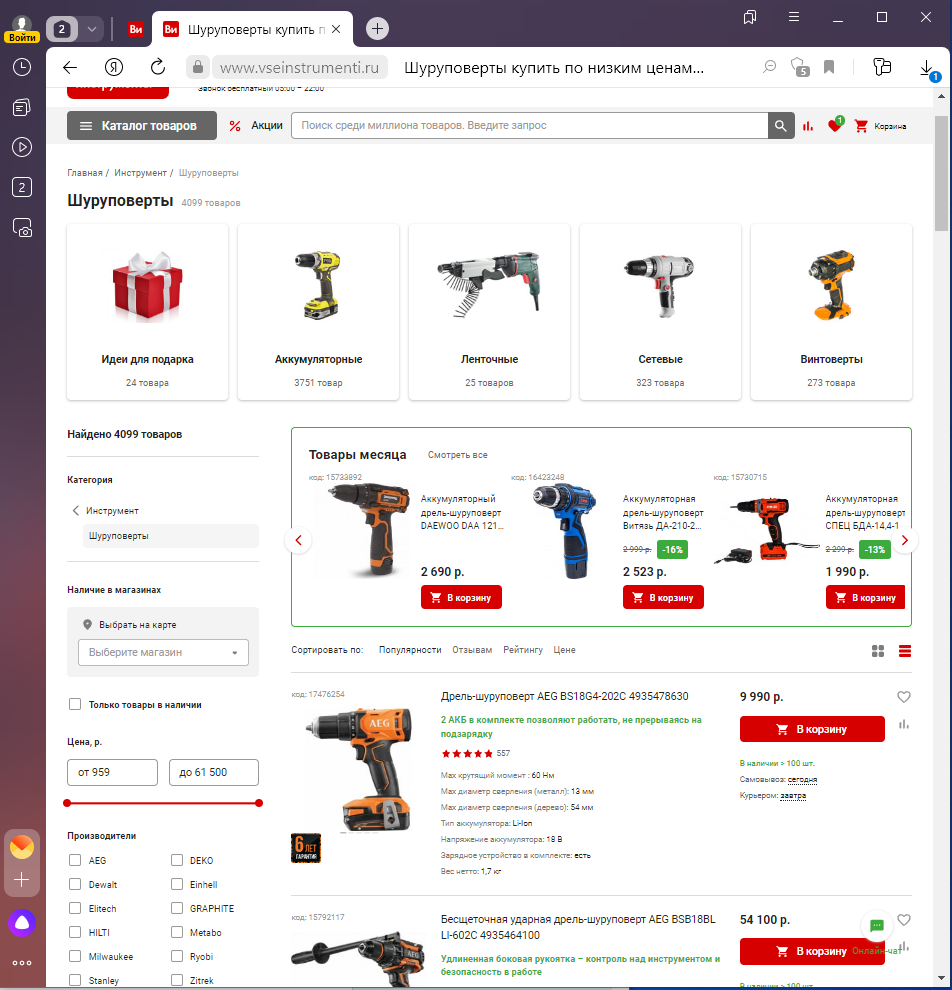 Войти
2
Ви
Ви
Шуруповерты купить п
www.vseinstrumenti.ru
Шуруповерты купить по низким ценам...
5
1
2
Звонок бесплатный 05:00 – 22:00
Каталог товаров
Акции
Поиск среди миллиона товаров. Введите запрос
1
Корзина
Главная / Инструмент / Шуруповерты
Шуруповерты 4099 товаров
Идеи для подарка
24 товара
Аккумуляторные
3751 товар
Ленточные
25 товаров
Сетевые
323 товара
Винтоверты
273 товара
Найдено 4099 товаров
Категория
Инструмент
Шуруповерты
Наличие в магазинах
Выбрать на карте
Выберите магазин
Только товары в наличии
Цена, р.
от 959
до 61 500
Производители
AEG
DEKO
Dewalt
Einhell
Elitech
GRAPHITE
HILTI
Metabo
Milwaukee
Ryobi
Stanley
Zitrek
Товары месяца
Смотреть все
код: 15733892
Аккумуляторный
дрель-шуруповерт
DAEWOO DAA 121...
2 690 р.
В корзину
код: 16423248
Аккумуляторная
дрель-шуруповерт
Витязь ДА-210-2...
2 999 р.
-16%
2 523 р.
В корзину
код: 15730715
Аккумуляторная
дрель-шуруповерт
СПЕЦ БДА-14,4-1
2 299 р.
-13%
1 990 р.
В корзину
Сортировать по: Популярности Отзывам Рейтингу Цене
код: 17476254
AEG
6 ЛЕТ
ГАРАНТИЯ
Дрель-шуруповерт AEG BS18G4-202C 4935478630
2 АКБ в комплекте позволяют работать, не прерываясь на
подзарядку
557
Max крутящий момент : 60 Нм
Max диаметр сверления (металл): 13 мм
Max диаметр сверления (дерево): 54 мм
Тип аккумулятора: Li-Ion
Напряжение аккумулятора: 18 В
Зарядное устройство в комплекте: есть
Вес нетто: 1,7 кг
9 990 р.
В корзину
В наличии > 100 шт.
Самовывоз: сегодня
Курьером: завтра
код: 15792117
Бесщеточная ударная дрель-шуруповерт AEG BSB18BL
LI-602C 4935464100
Удлиненная боковая рукоятка – контроль над инструментом и
безопасность в работе
54 100 р.
В корзину
Онлайн-чат